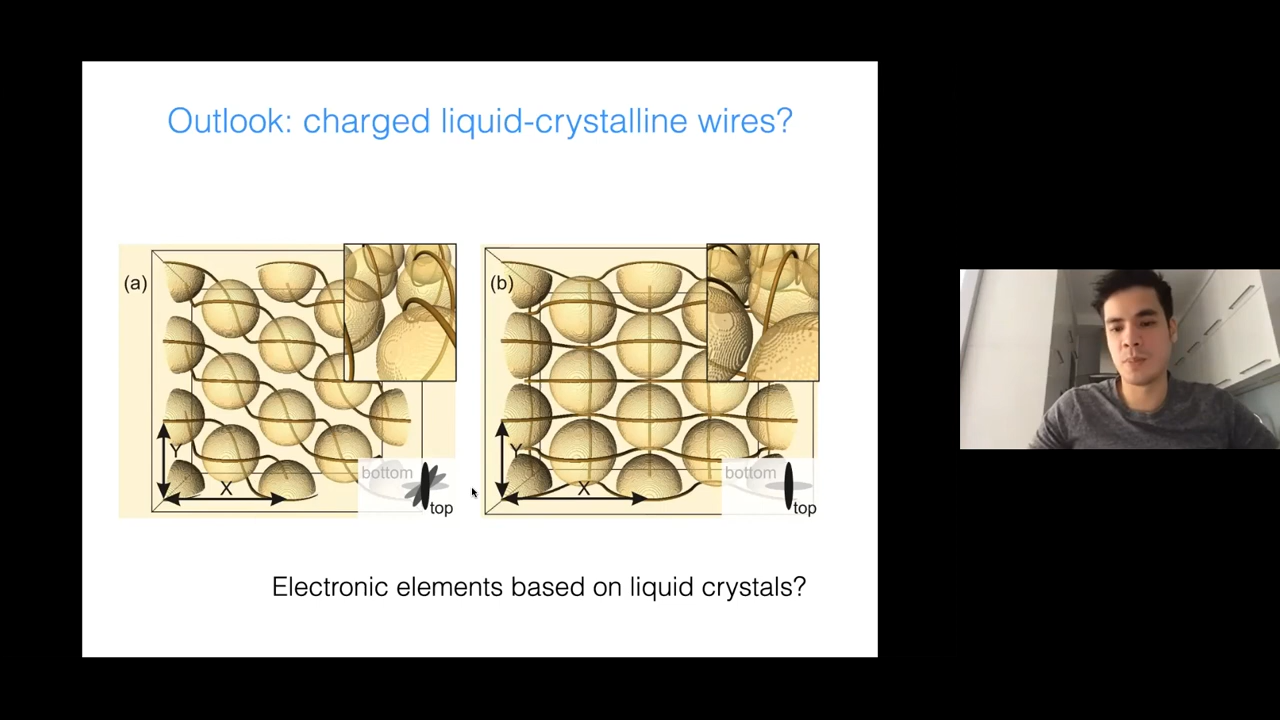 Outlook: charged liquid-crystalline wires?
(a)
Y
X
bottom
top
(b)
Y
X
bottom
top
Electronic elements based on liquid crystals?